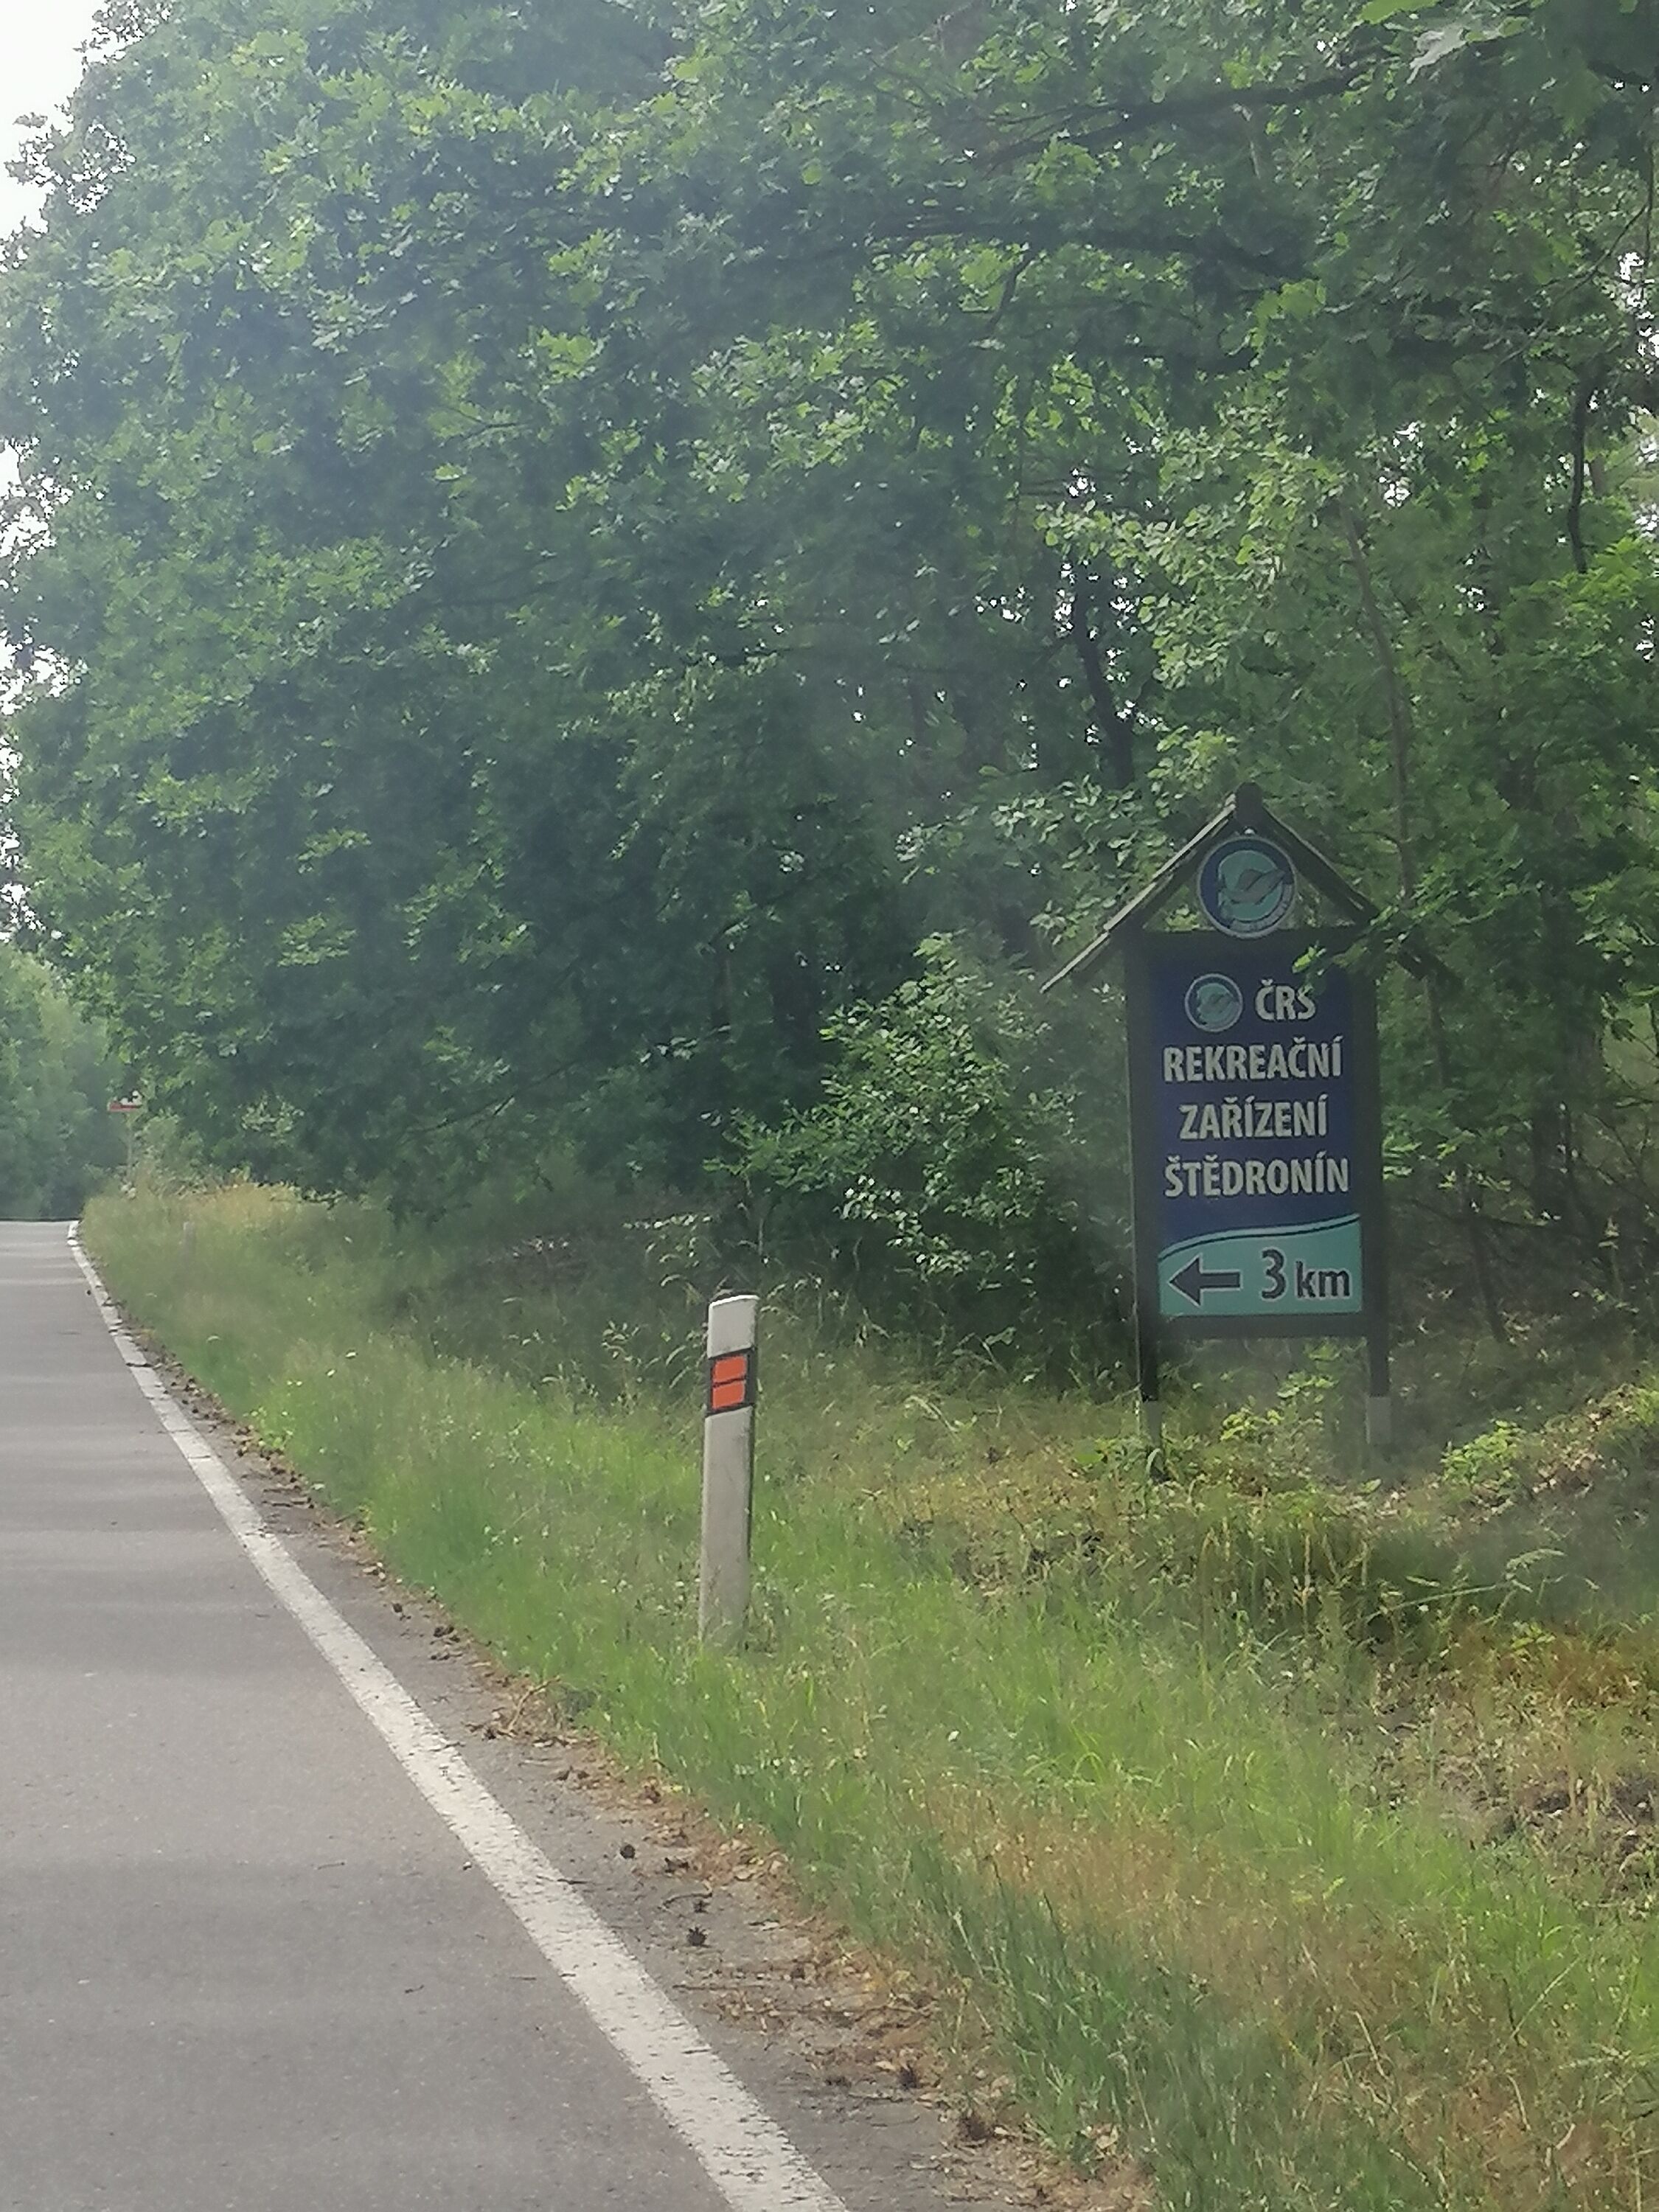 ČRS
REKREAČNÍ
ZAŘÍZENÍ
ŠTĚDRONÍN
3 km